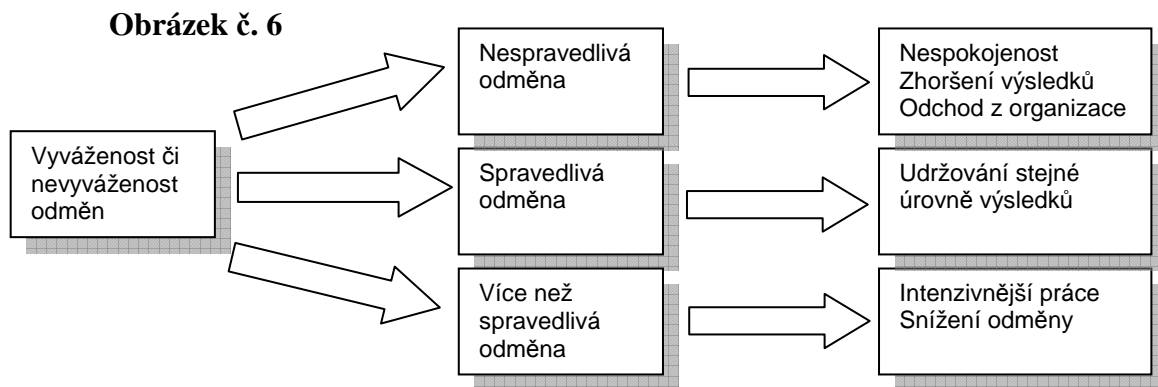 Obrázek č. 6
Vyváženost či
nevyváženost
odměn
Nespravedlivá
odměna
Nespokojenost
Zhoršení výsledků
Odchod z organizace
Spravedlivá
odměna
Udržování stejné
úrovně výsledků
Více než
spravedlivá
odměna
Intenzivnější práce
Snížení odměny